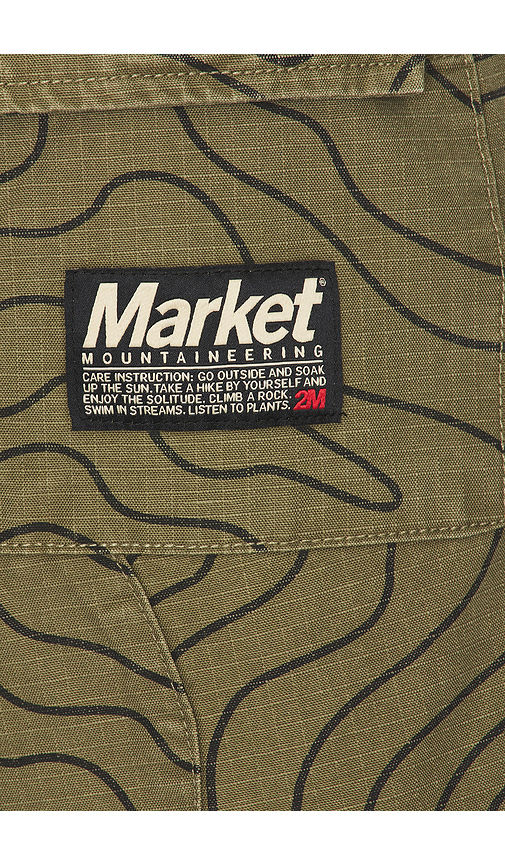 Market®
MOUNTAINEERING
CARE INSTRUCTION: GO OUTSIDE AND SOAK
UP THE SUN. TAKE A HIKE BY YOURSELF AND
ENJOY THE SOLITUDE. CLIMB A ROCK.
SWIM IN STREAMS. LISTEN TO PLANTS. 2M